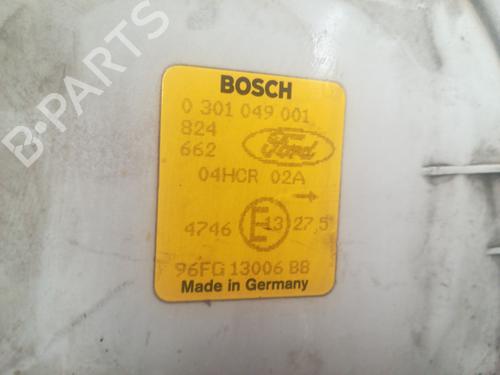 B-PARTS
BOSCH
0 301 049 001
824
662 Ford
04HCR 02A
4746 E 13 27,5
96FG 13006 BB
Made in Germany